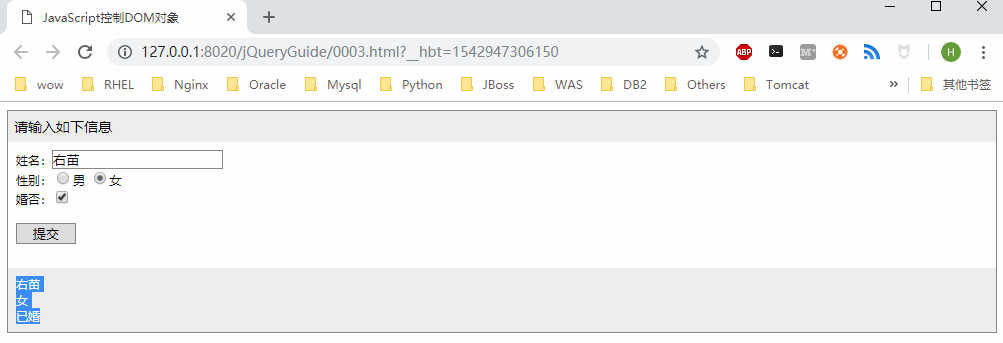 JavaScript控制DOM对象
127.0.0.1:8020/jQueryGuide/0003.html?__hbt=1542947306150
ABP
M
H
wow RHEL Nginx Oracle Mysql Python JBoss WAS DB2 Others Tomcat » 其他书签
请输入如下信息
姓名：右苗
性别： 男 女
婚否：
提交
右苗
女
已婚